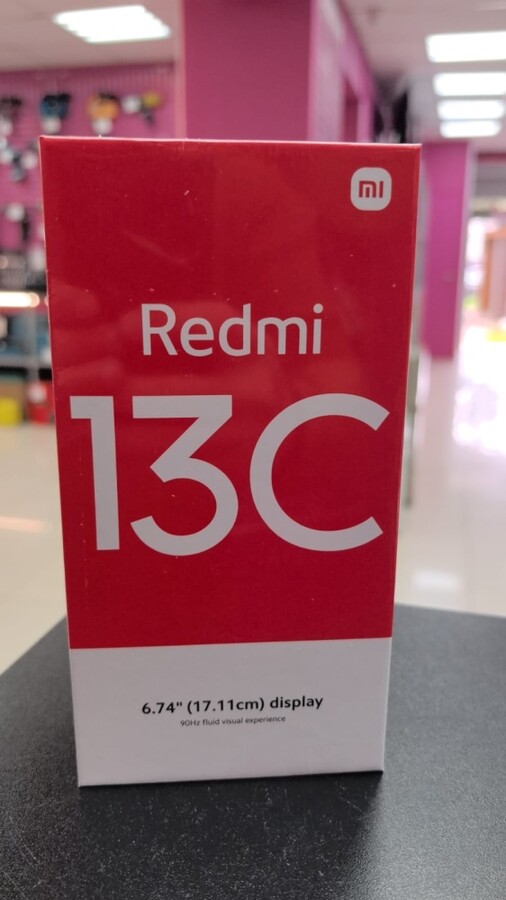 mi
Redmi
13C
6.74" (17.11cm) display
90Hz fluid visual experience